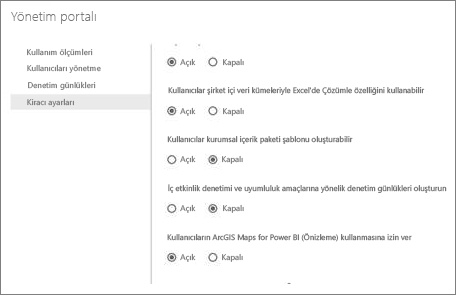 Yönetim portalı
Kullanım ölçümleri
Kullanıcıları yönetme
Denetim günlükleri
Kiracı ayarları
Açık Kapalı
Kullanıcılar şirket içi veri kümeleriyle Excel'de Çözümle özelliğini kullanabilir
Açık Kapalı
Kullanıcılar kurumsal içerik paketi şablonu oluşturabilir
Açık Kapalı
İç etkinlik denetimi ve uyumluluk amaçlarına yönelik denetim günlükleri oluşturun
Açık Kapalı
Kullanıcıların ArcGIS Maps for Power BI (Önizleme) kullanmasına izin ver
Açık Kapalı